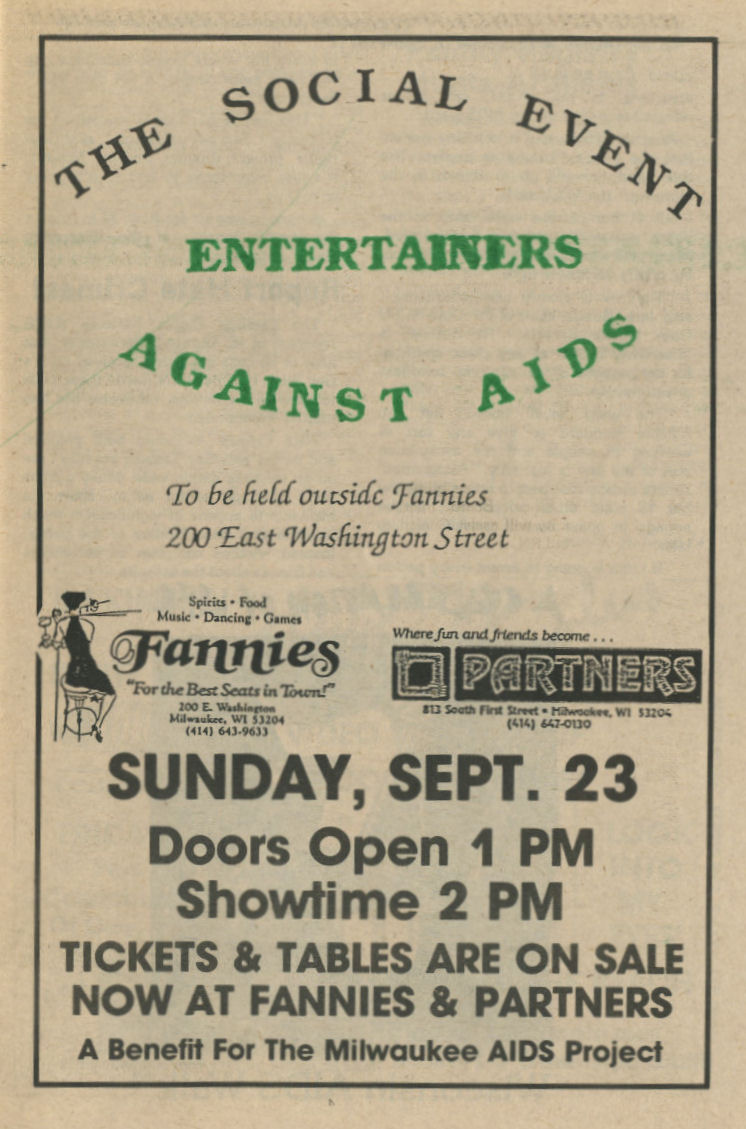 THE SOCIAL EVENT
ENTERTAINERS
AGAINST AIDS
To be held outside Fannies
200 East Washington Street
Spirits • Food
Music • Dancing • Games
Fannies
"For the Best Seats in Town!"
200 E. Washington
Milwaukee, WI 53204
(414) 643-9633
Where fun and friends become . . .
PARTNERS
813 South First Street • Milwaukee, WI 53204
(414) 647-0130
SUNDAY, SEPT. 23
Doors Open 1 PM
Showtime 2 PM
TICKETS & TABLES ARE ON SALE
NOW AT FANNIES & PARTNERS
A Benefit For The Milwaukee AIDS Project